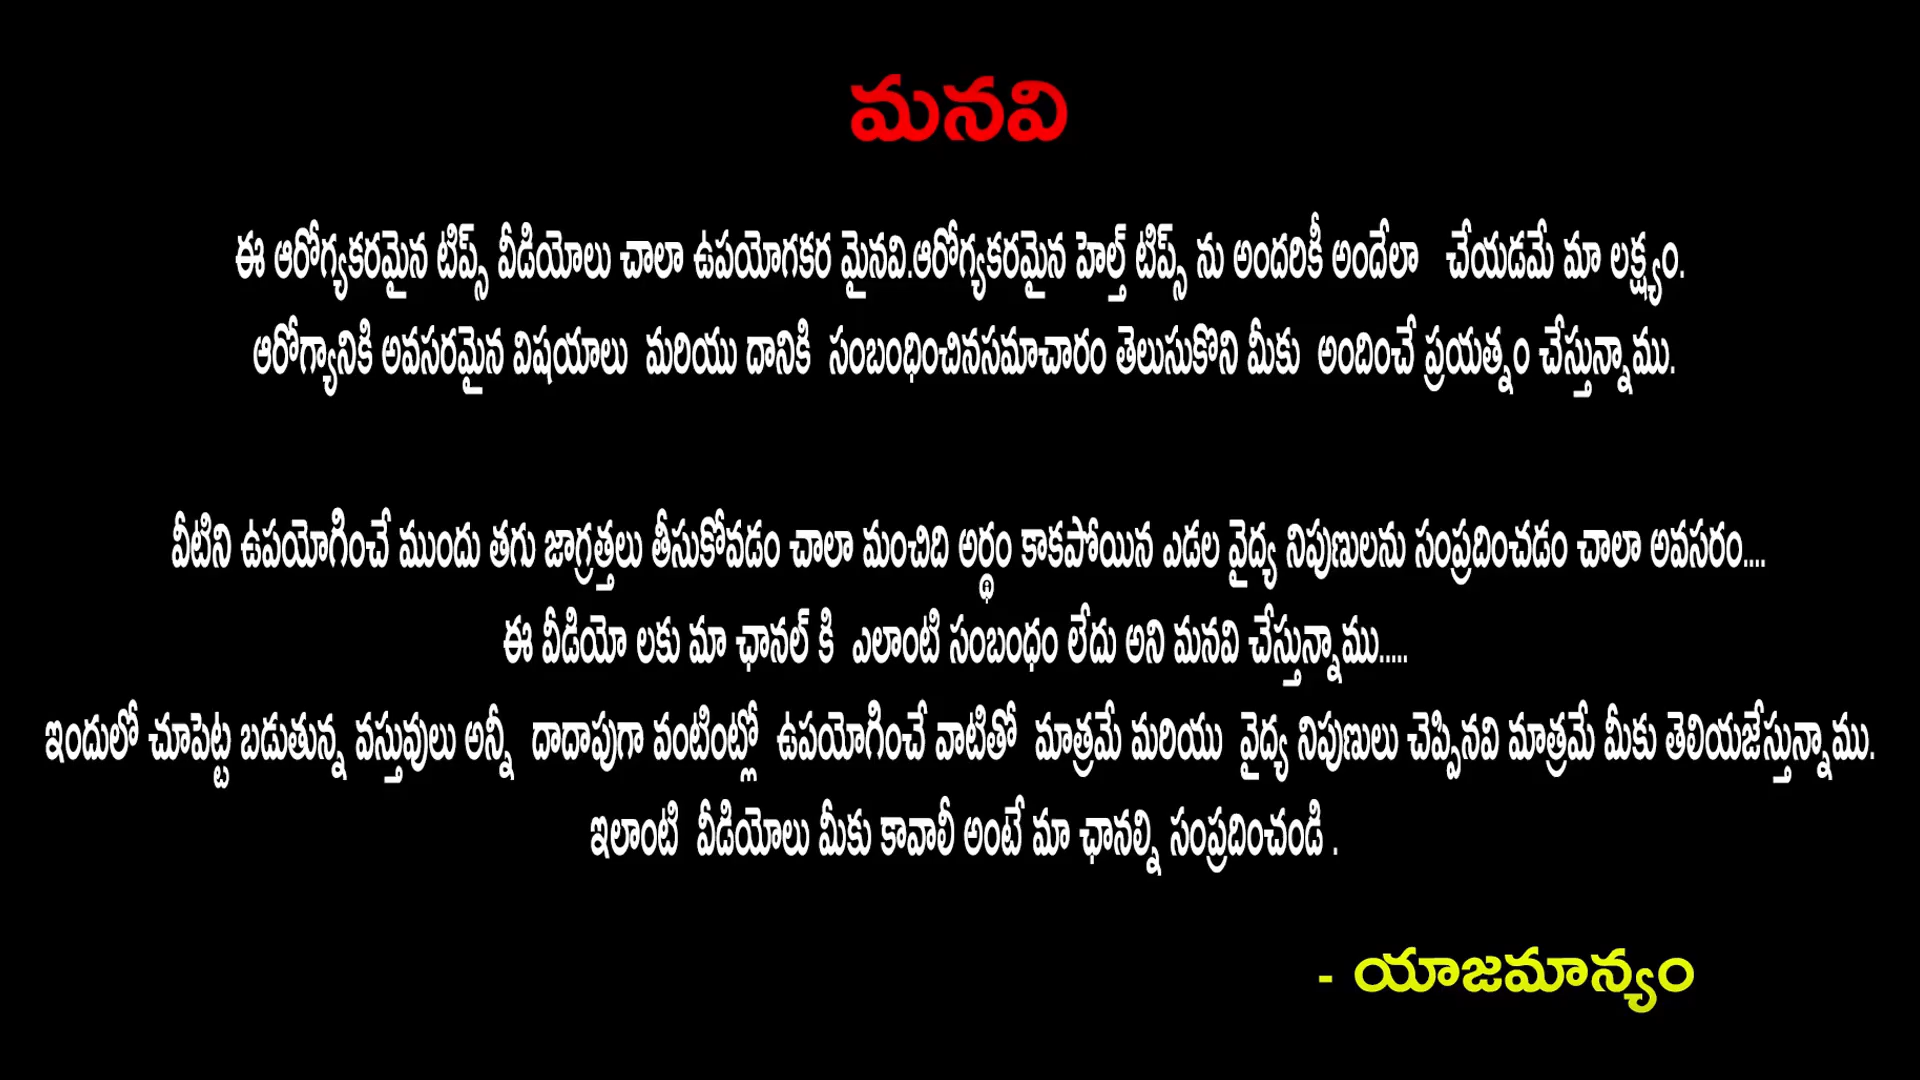 మనవి
ఈ ఆరోగ్యకరమైన టిప్స్ వీడియోలు చాలా ఉపయోగకర మైనవి.ఆరోగ్యకరమైన హెల్త్ టిప్స్ ను అందరికీ అందేలా చేయడమే మా లక్ష్యం.
ఆరోగ్యానికి అవసరమైన విషయాలు మరియు దానికి సంబంధించినసమాచారం తెలుసుకొని మీకు అందించే ప్రయత్నం చేస్తున్నాము.
వీటిని ఉపయోగించే ముందు తగు జాగ్రత్తలు తీసుకోవడం చాలా మంచిది అర్థం కాకపోయిన ఎడల వైద్య నిపుణులను సంప్రదించడం చాలా అవసరం....
ఈ వీడియో లకు మా ఛానల్ కి ఎలాంటి సంబంధం లేదు అని మనవి చేస్తున్నాము.....
ఇందులో చూపెట్ట బడుతున్న వస్తువులు అన్నీ దాదాపుగా వంటింట్లో ఉపయోగించే వాటితో మాత్రమే మరియు వైద్య నిపుణులు చెప్పినవి మాత్రమే మీకు తెలియజేస్తున్నాము.
ఇలాంటి వీడియోలు మీకు కావాలీ అంటే మా ఛానల్ని సంప్రదించండి .
- యాజమాన్యం